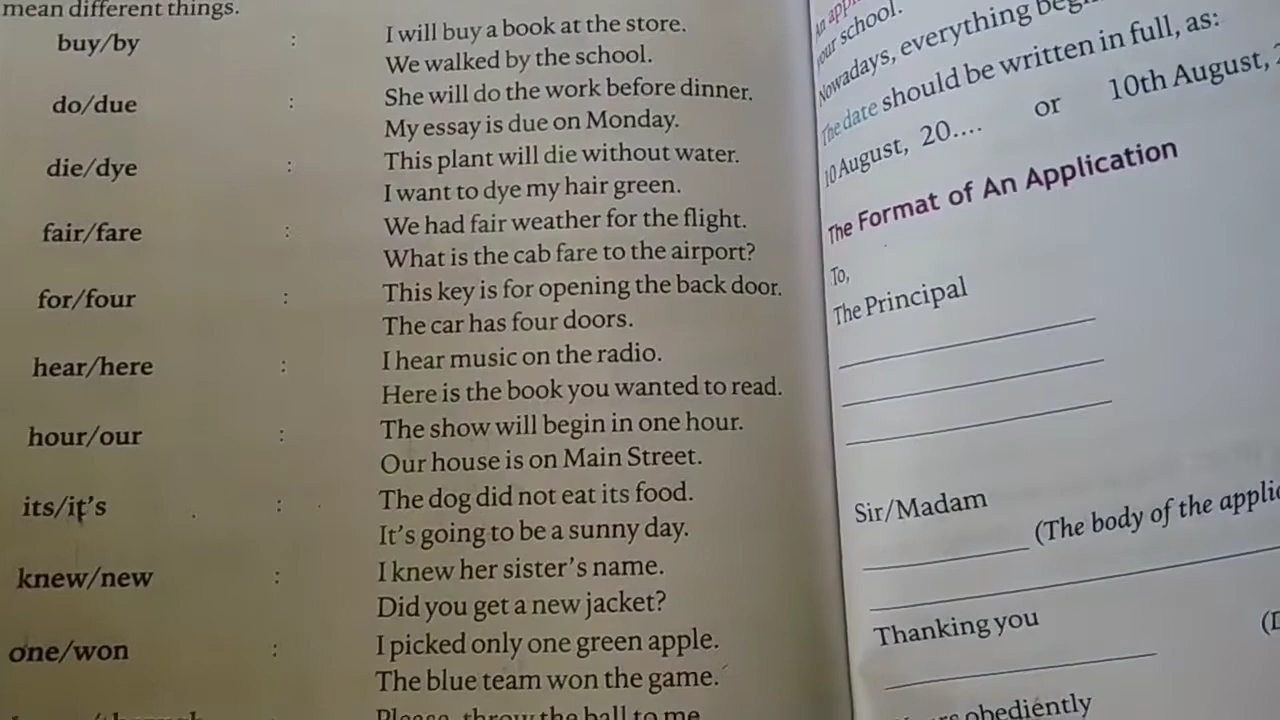 mean different things.
buy/by : I will buy a book at the store.
We walked by the school.
do/due : She will do the work before dinner.
My essay is due on Monday.
die/dye : This plant will die without water.
I want to dye my hair green.
fair/fare : We had fair weather for the flight.
What is the cab fare to the airport?
for/four : This key is for opening the back door.
The car has four doors.
hear/here : I hear music on the radio.
Here is the book you wanted to read.
hour/our : The show will begin in one hour.
Our house is on Main Street.
its/it's : The dog did not eat its food.
It's going to be a sunny day.
knew/new : I knew her sister's name.
Did you get a new jacket?
one/won : I picked only one green apple.
The blue team won the game.
Please, throw the ball to me
An
your school.
Nowadays, everything
The date should be written in full, as:
10 August, 20.... or 10th August,
The Format of An Application
To,
The Principal
Sir/Madam
(The body of the
Thanking you
obediently